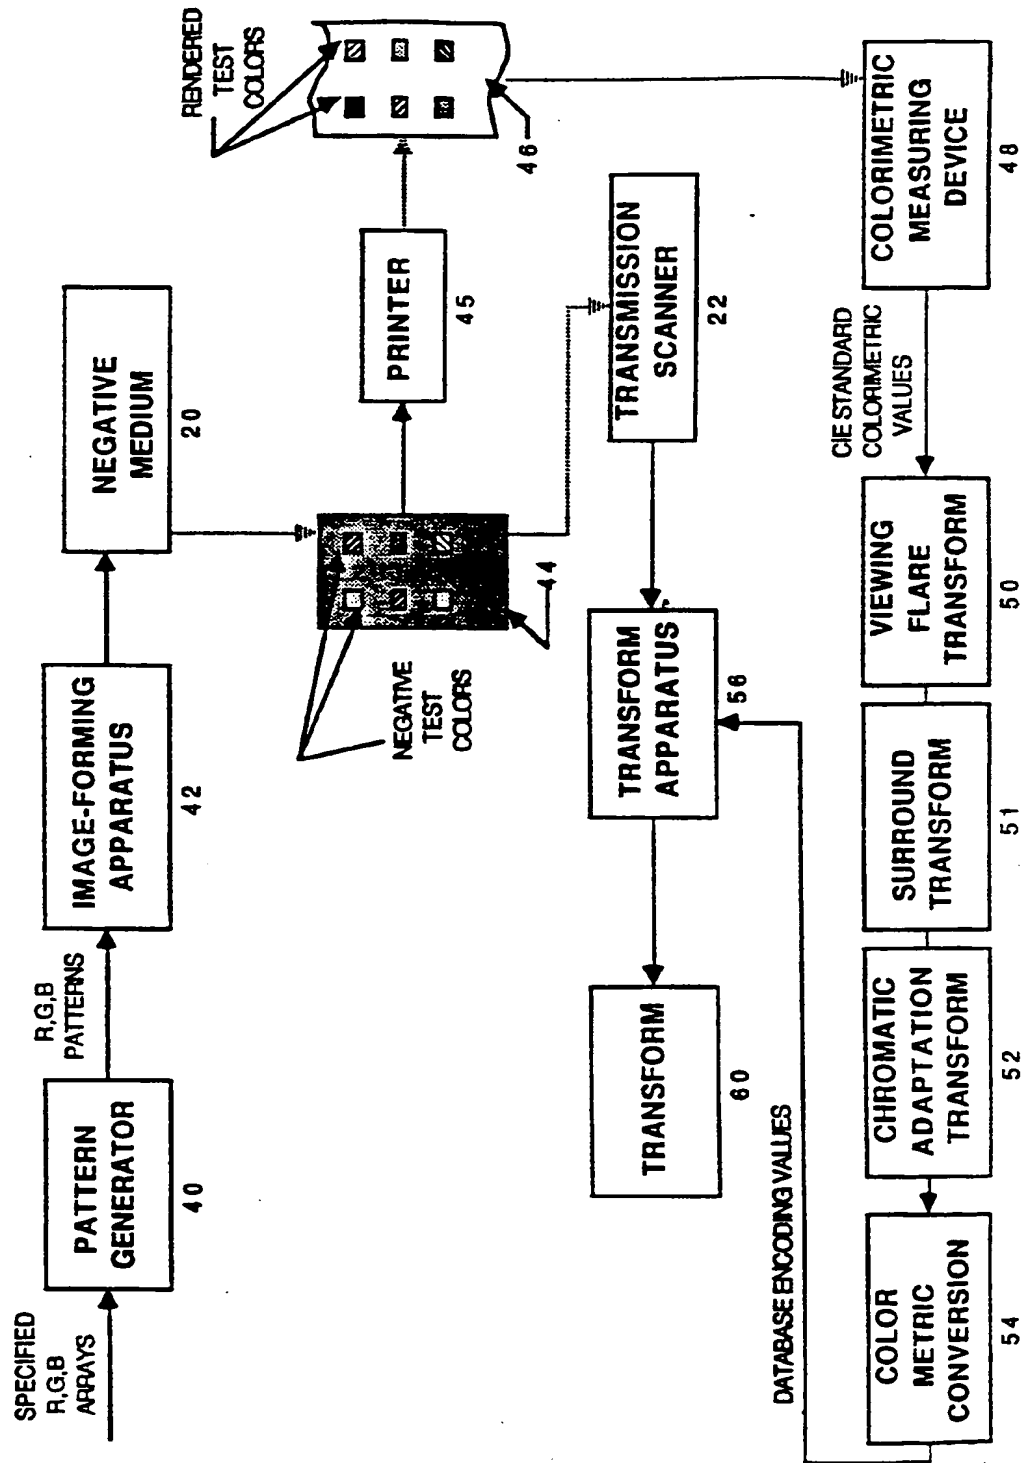 SPECIFIED
R,G,B
ARRAYS
PATTERN
GENERATOR
40
R,G,B
PATTERNS
IMAGE-FORMING
APPARATUS
42
NEGATIVE
MEDIUM
20
NEGATIVE
TEST
COLORS
44
PRINTER
45
RENDERED
TEST
COLORS
46
TRANSMISSION
SCANNER
22
TRANSFORM
APPARATUS
56
TRANSFORM
60
DATABASE ENCODING VALUES
COLOR
METRIC
CONVERSION
54
CHROMATIC
ADAPTATION
TRANSFORM
52
SURROUND
TRANSFORM
51
VIEWING
FLARE
TRANSFORM
50
CIE STANDARD
COLORIMETRIC
VALUES
COLORIMETRIC
MEASURING
DEVICE
48